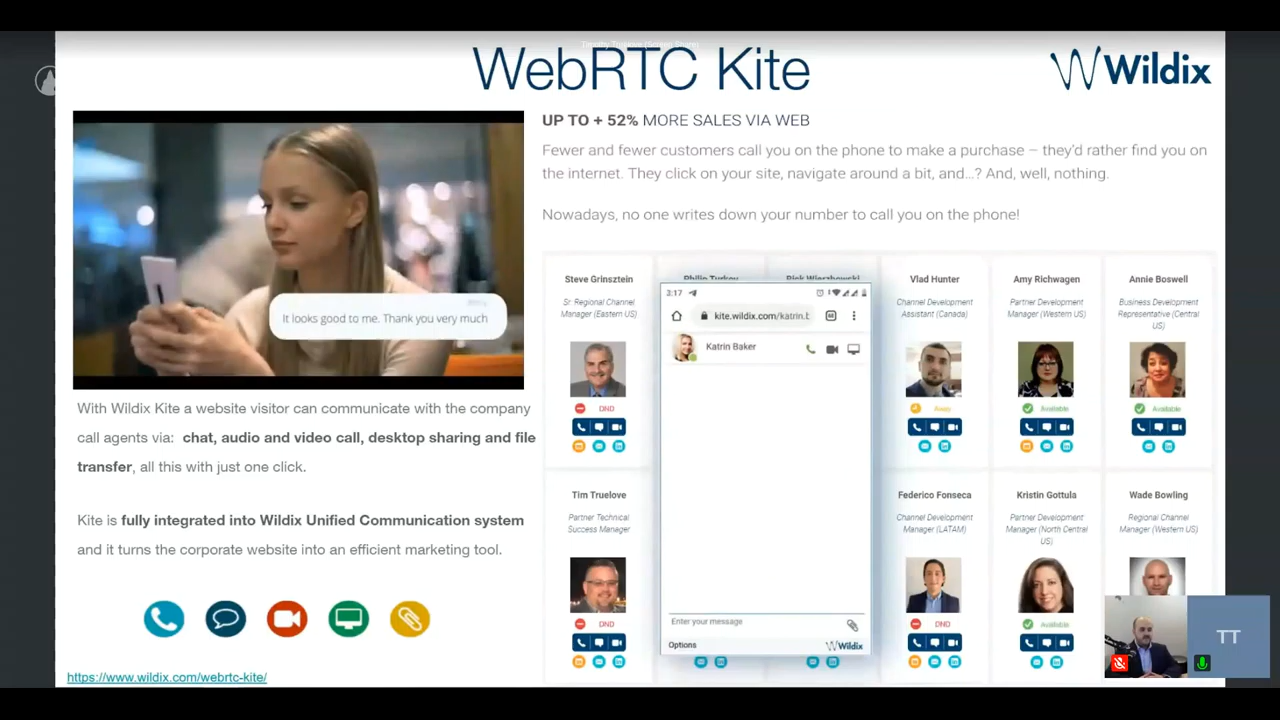 WebRTC Kite
Wildix
UP TO + 52% MORE SALES VIA WEB
Fewer and fewer customers call you on the phone to make a purchase – they'd rather find you on
the internet. They click on your site, navigate around a bit, and…? And, well, nothing.
Nowadays, no one writes down your number to call you on the phone!
It looks good to me. Thank you very much
With Wildix Kite a website visitor can communicate with the company
call agents via: chat, audio and video call, desktop sharing and file
transfer, all this with just one click.
Kite is fully integrated into Wildix Unified Communication system
and it turns the corporate website into an efficient marketing tool.
https://www.wildix.com/webrtc-kite/
Steve Grinsztein
Sr. Regional Channel
Manager (Eastern US)
DND
Philip Turkov
Rick Wierzbowski
3:17
kite.wildix.com/katrin.b
Katrin Baker
Enter your message
Options
Wildix
Vlad Hunter
Channel Development
Assistant (Canada)
Away
Amy Richwagen
Partner Development
Manager (Western US)
Available
Annie Boswell
Business Development
Representative (Central
US)
Available
Tim Truelove
Partner Technical
Success Manager
DND
Federico Fonseca
Channel Development
Manager (LATAM)
DND
Kristin Gottula
Partner Development
Manager (North Central
US)
Available
Wade Bowling
Regional Channel
Manager (Western US)
TT